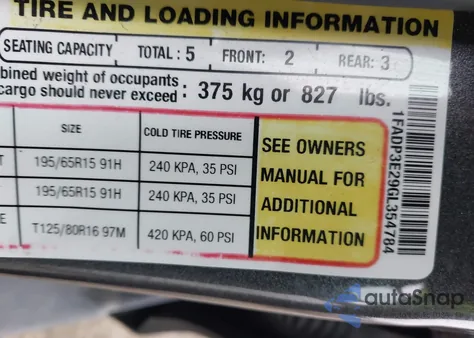 TIRE AND LOADING INFORMATION
SEATING CAPACITY TOTAL : 5 FRONT: 2 REAR: 3
bined weight of occupants
cargo should never exceed : 375 kg or 827 lbs.
SIZE COLD TIRE PRESSURE
T 195/65R15 91H 240 KPA, 35 PSI
195/65R15 91H 240 KPA, 35 PSI
E T125/80R16 97M 420 KPA, 60 PSI
SEE OWNERS
MANUAL FOR
ADDITIONAL
INFORMATION
1FADP3E29GL354784
autoSnap